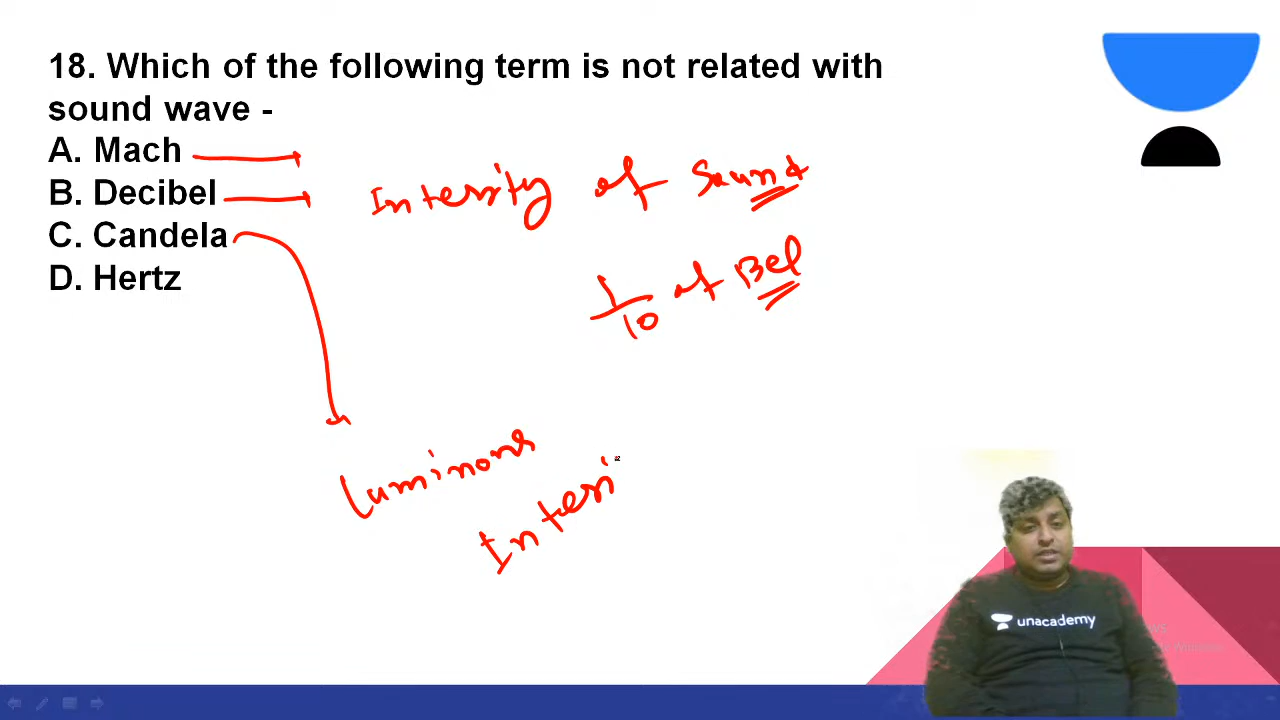 18. Which of the following term is not related with
sound wave -
A. Mach
B. Decibel
C. Candela
D. Hertz
Intensity of Sound
1/10 of Bel
Luminous
Intensi
unacademy